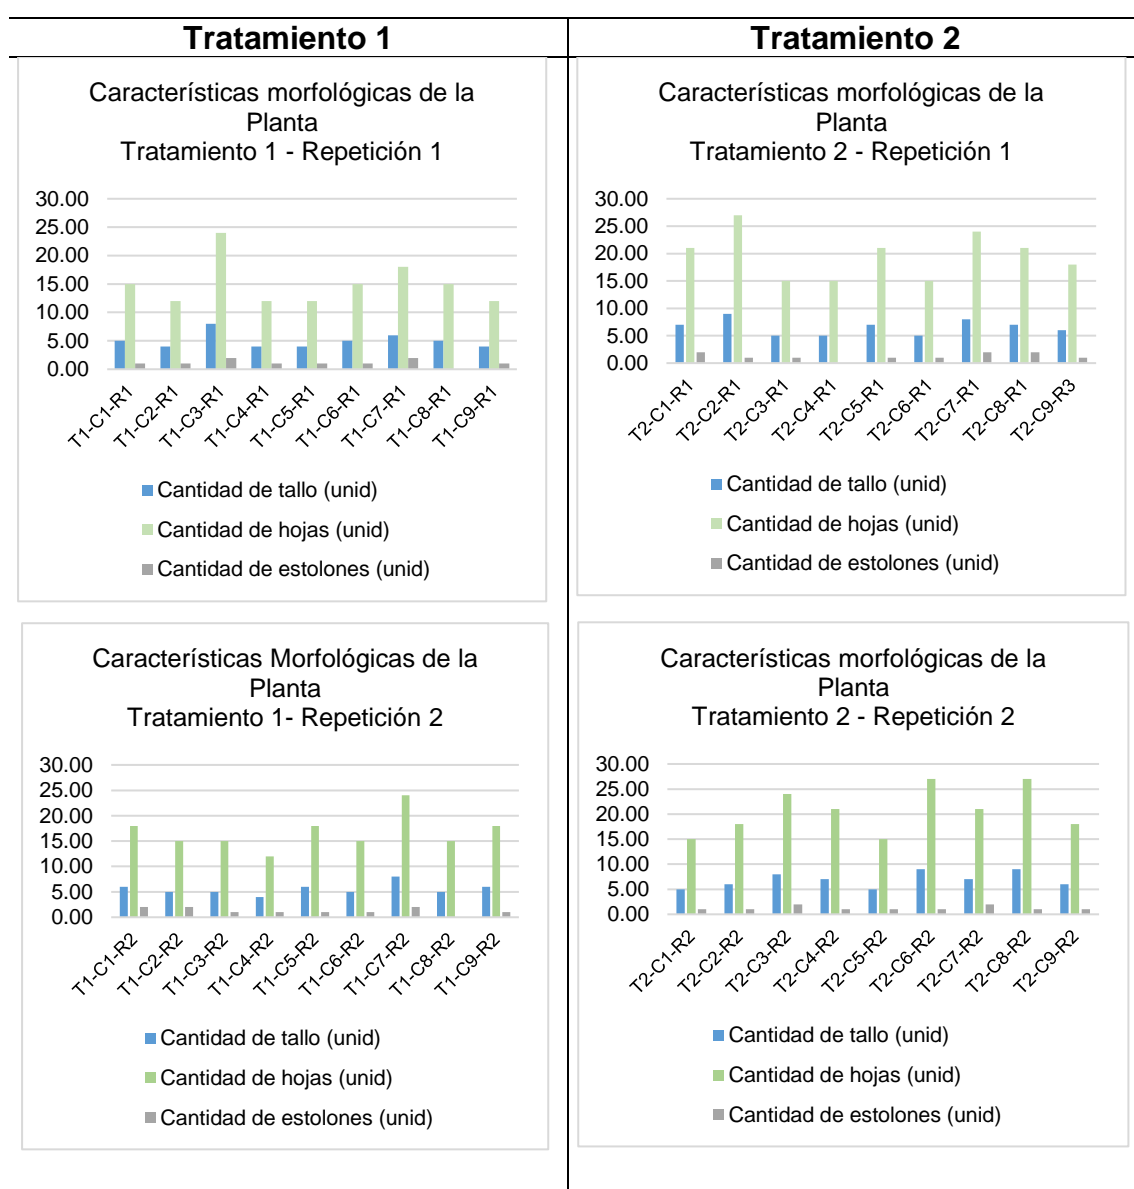 Tratamiento 1
Tratamiento 2
Características morfológicas de la
Planta
Tratamiento 1 - Repetición 1
30.00
25.00
20.00
15.00
10.00
5.00
0.00
T1-C1-R1
T1-C2-R1
T1-C3-R1
T1-C4-R1
T1-C5-R1
T1-C6-R1
T1-C7-R1
T1-C8-R1
T1-C9-R1
Cantidad de tallo (unid)
Cantidad de hojas (unid)
Cantidad de estolones (unid)
Características morfológicas de la
Planta
Tratamiento 2 - Repetición 1
30.00
25.00
20.00
15.00
10.00
5.00
0.00
T2-C1-R1
T2-C2-R1
T2-C3-R1
T2-C4-R1
T2-C5-R1
T2-C6-R1
T2-C7-R1
T2-C8-R1
T2-C9-R3
Cantidad de tallo (unid)
Cantidad de hojas (unid)
Cantidad de estolones (unid)
Características Morfológicas de la
Planta
Tratamiento 1- Repetición 2
30.00
25.00
20.00
15.00
10.00
5.00
0.00
T1-C1-R2
T1-C2-R2
T1-C3-R2
T1-C4-R2
T1-C5-R2
T1-C6-R2
T1-C7-R2
T1-C8-R2
T1-C9-R2
Cantidad de tallo (unid)
Cantidad de hojas (unid)
Cantidad de estolones (unid)
Características morfológicas de la
Planta
Tratamiento 2 - Repetición 2
30.00
25.00
20.00
15.00
10.00
5.00
0.00
T2-C1-R2
T2-C2-R2
T2-C3-R2
T2-C4-R2
T2-C5-R2
T2-C6-R2
T2-C7-R2
T2-C8-R2
T2-C9-R2
Cantidad de tallo (unid)
Cantidad de hojas (unid)
Cantidad de estolones (unid)